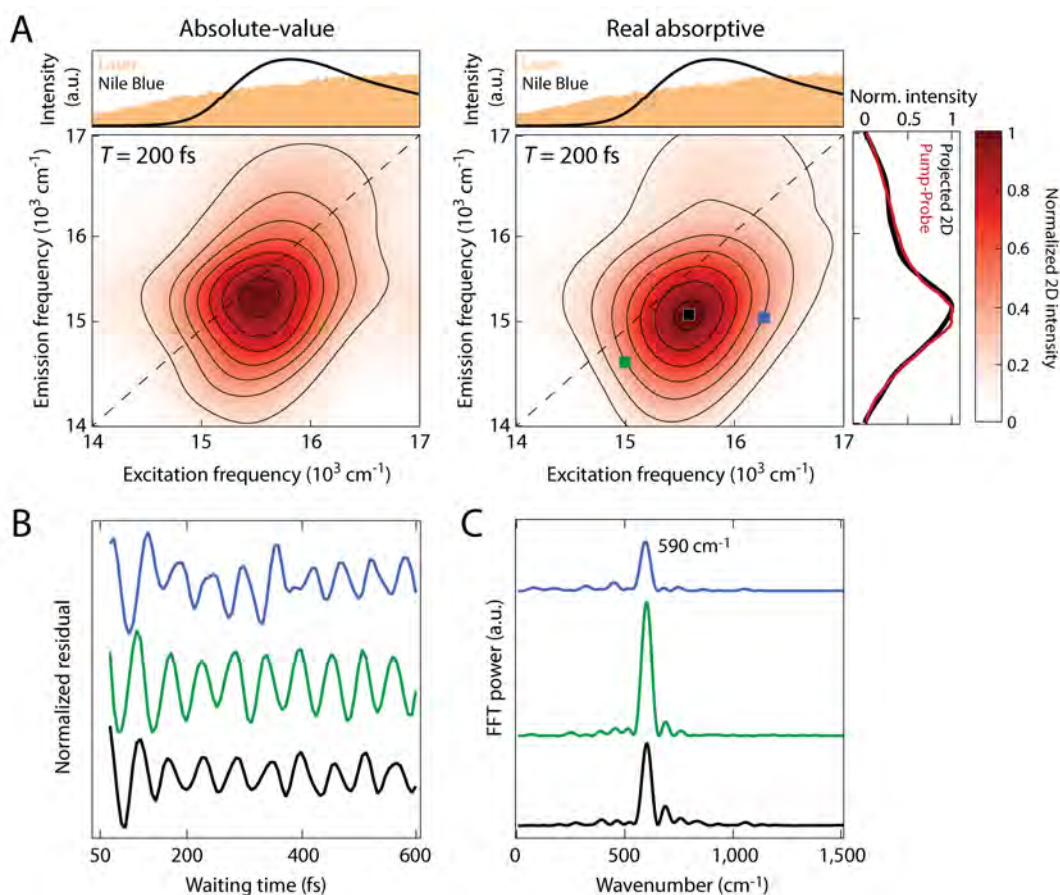 A
Absolute-value
Real absorptive
Intensity
(a.u.)
Laser
Nile Blue
Intensity
(a.u.)
Laser
Nile Blue
Norm. intensity
0 0.5 1
T = 200 fs
T = 200 fs
Emission frequency (10³ cm⁻¹)
17
16
15
14
14 15 16 17
Excitation frequency (10³ cm⁻¹)
Emission frequency (10³ cm⁻¹)
17
16
15
14
14 15 16 17
Excitation frequency (10³ cm⁻¹)
Projected 2D
Pump-Probe
1
0.8
0.6
0.4
0.2
0
Normalized 2D intensity
B
Normalized residual
50 200 400 600
Waiting time (fs)
C
590 cm⁻¹
FFT power (a.u.)
0 500 1,000 1,500
Wavenumber (cm⁻¹)